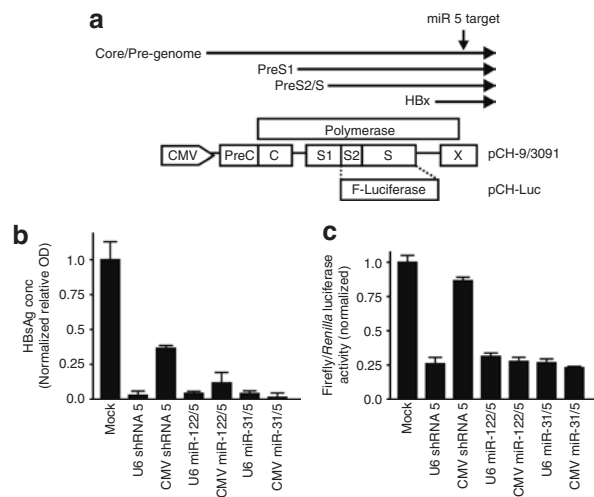 a
miR 5 target
Core/Pre-genome
PreS1
PreS2/S
HBx
Polymerase
CMV PreC C S1 S2 S X pCH-9/3091
F-Luciferase pCH-Luc
b
HBsAg conc
(Normalized relative OD)
1.0
0.75
0.50
0.25
0
Mock
U6 shRNA 5
CMV shRNA 5
U6 miR-122/5
CMV miR-122/5
U6 miR-31/5
CMV miR-31/5
c
Firefly/Renilla luciferase
activity (normalized)
1.0
0.75
0.5
0.25
0
Mock
U6 shRNA 5
CMV shRNA 5
U6 miR-122/5
CMV miR-122/5
U6 miR-31/5
CMV miR-31/5